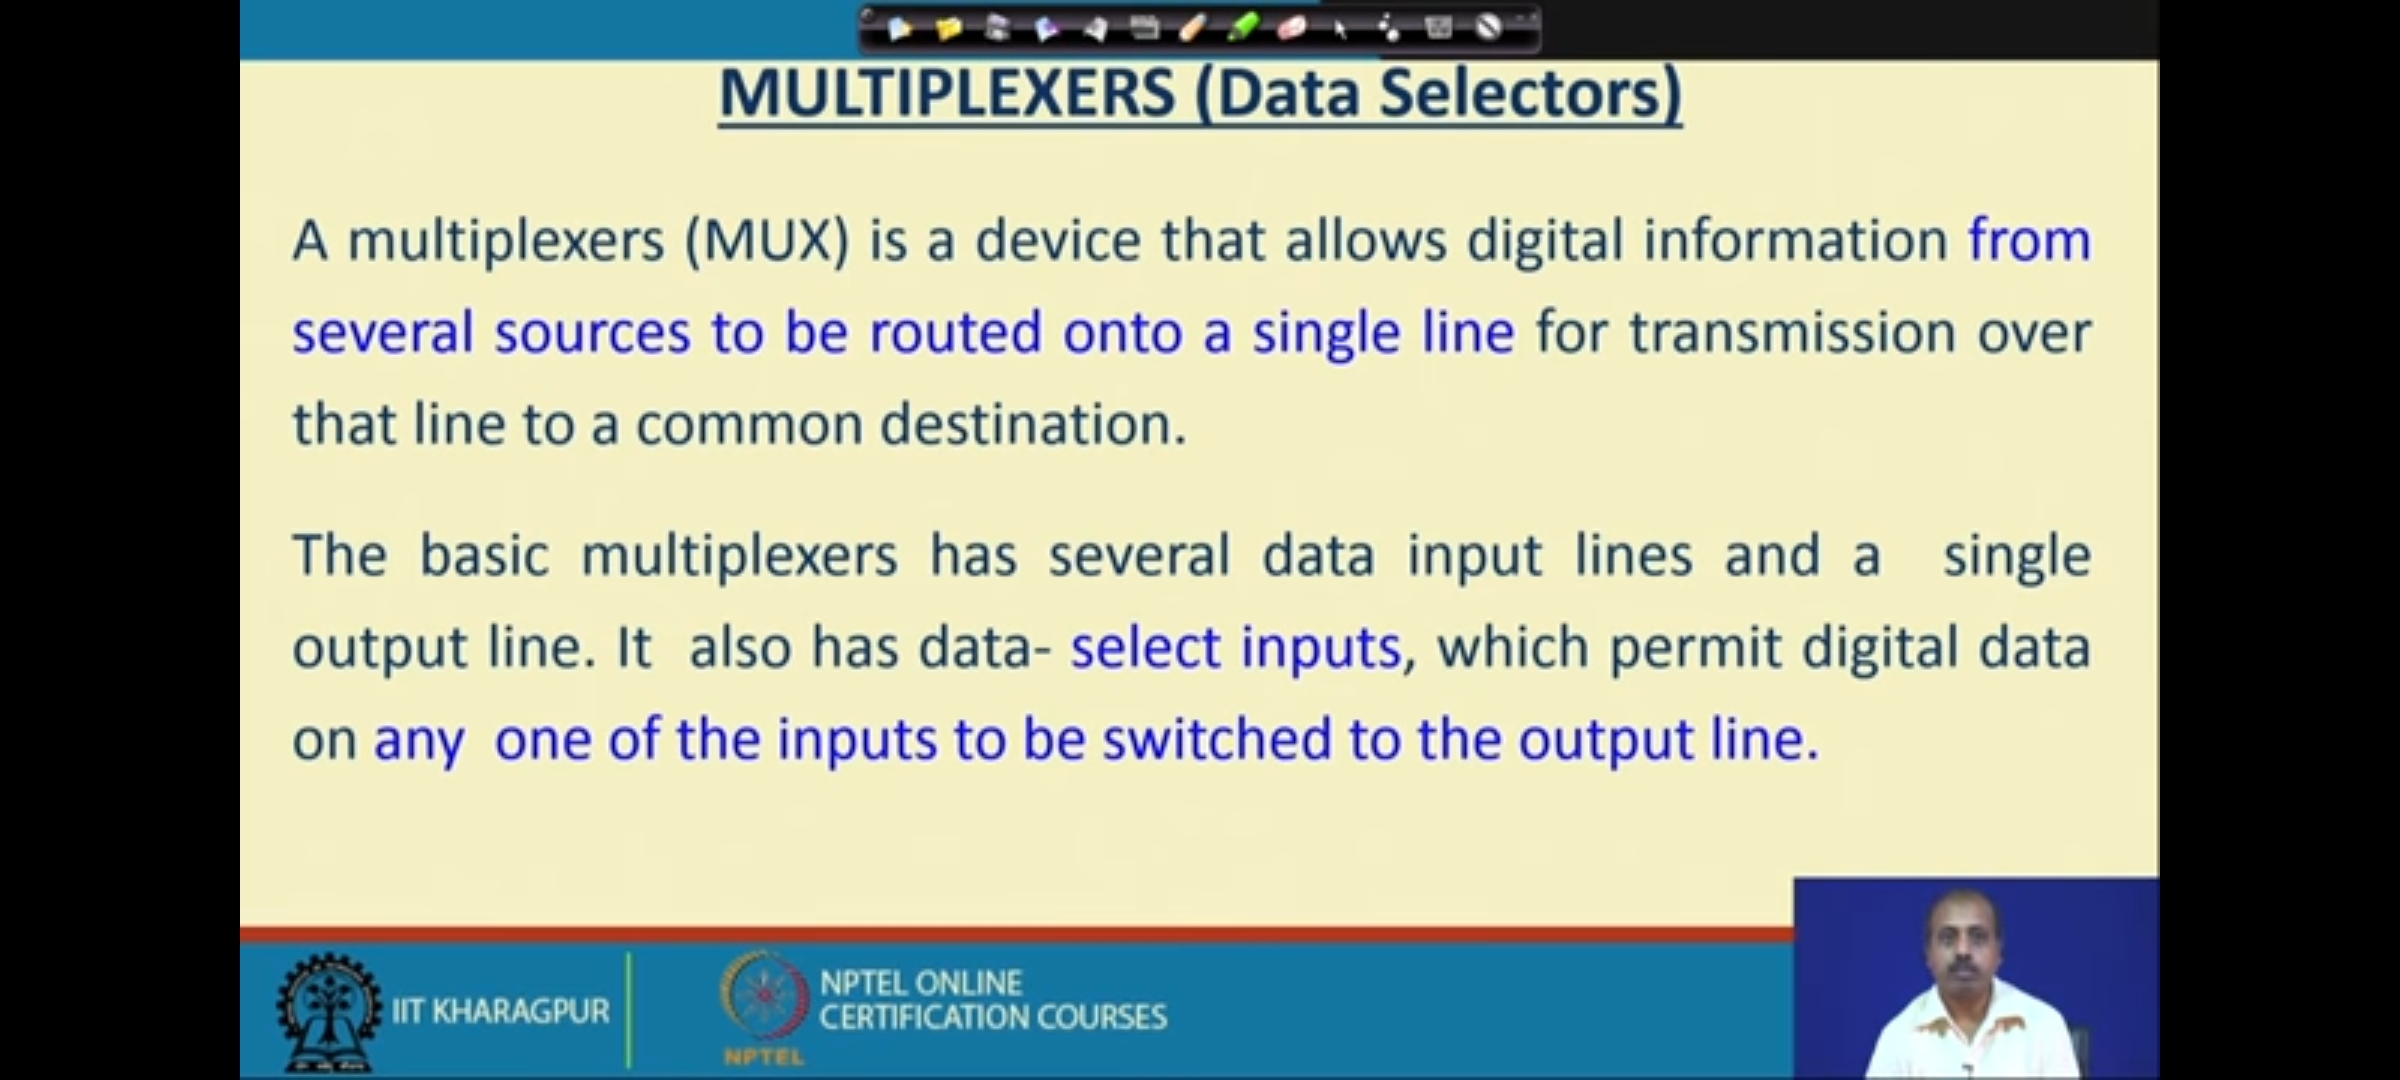 MULTIPLEXERS (Data Selectors)
A multiplexers (MUX) is a device that allows digital information from
several sources to be routed onto a single line for transmission over
that line to a common destination.
The basic multiplexers has several data input lines and a single
output line. It also has data- select inputs, which permit digital data
on any one of the inputs to be switched to the output line.
IIT KHARAGPUR
NPTEL ONLINE
CERTIFICATION COURSES
NPTEL